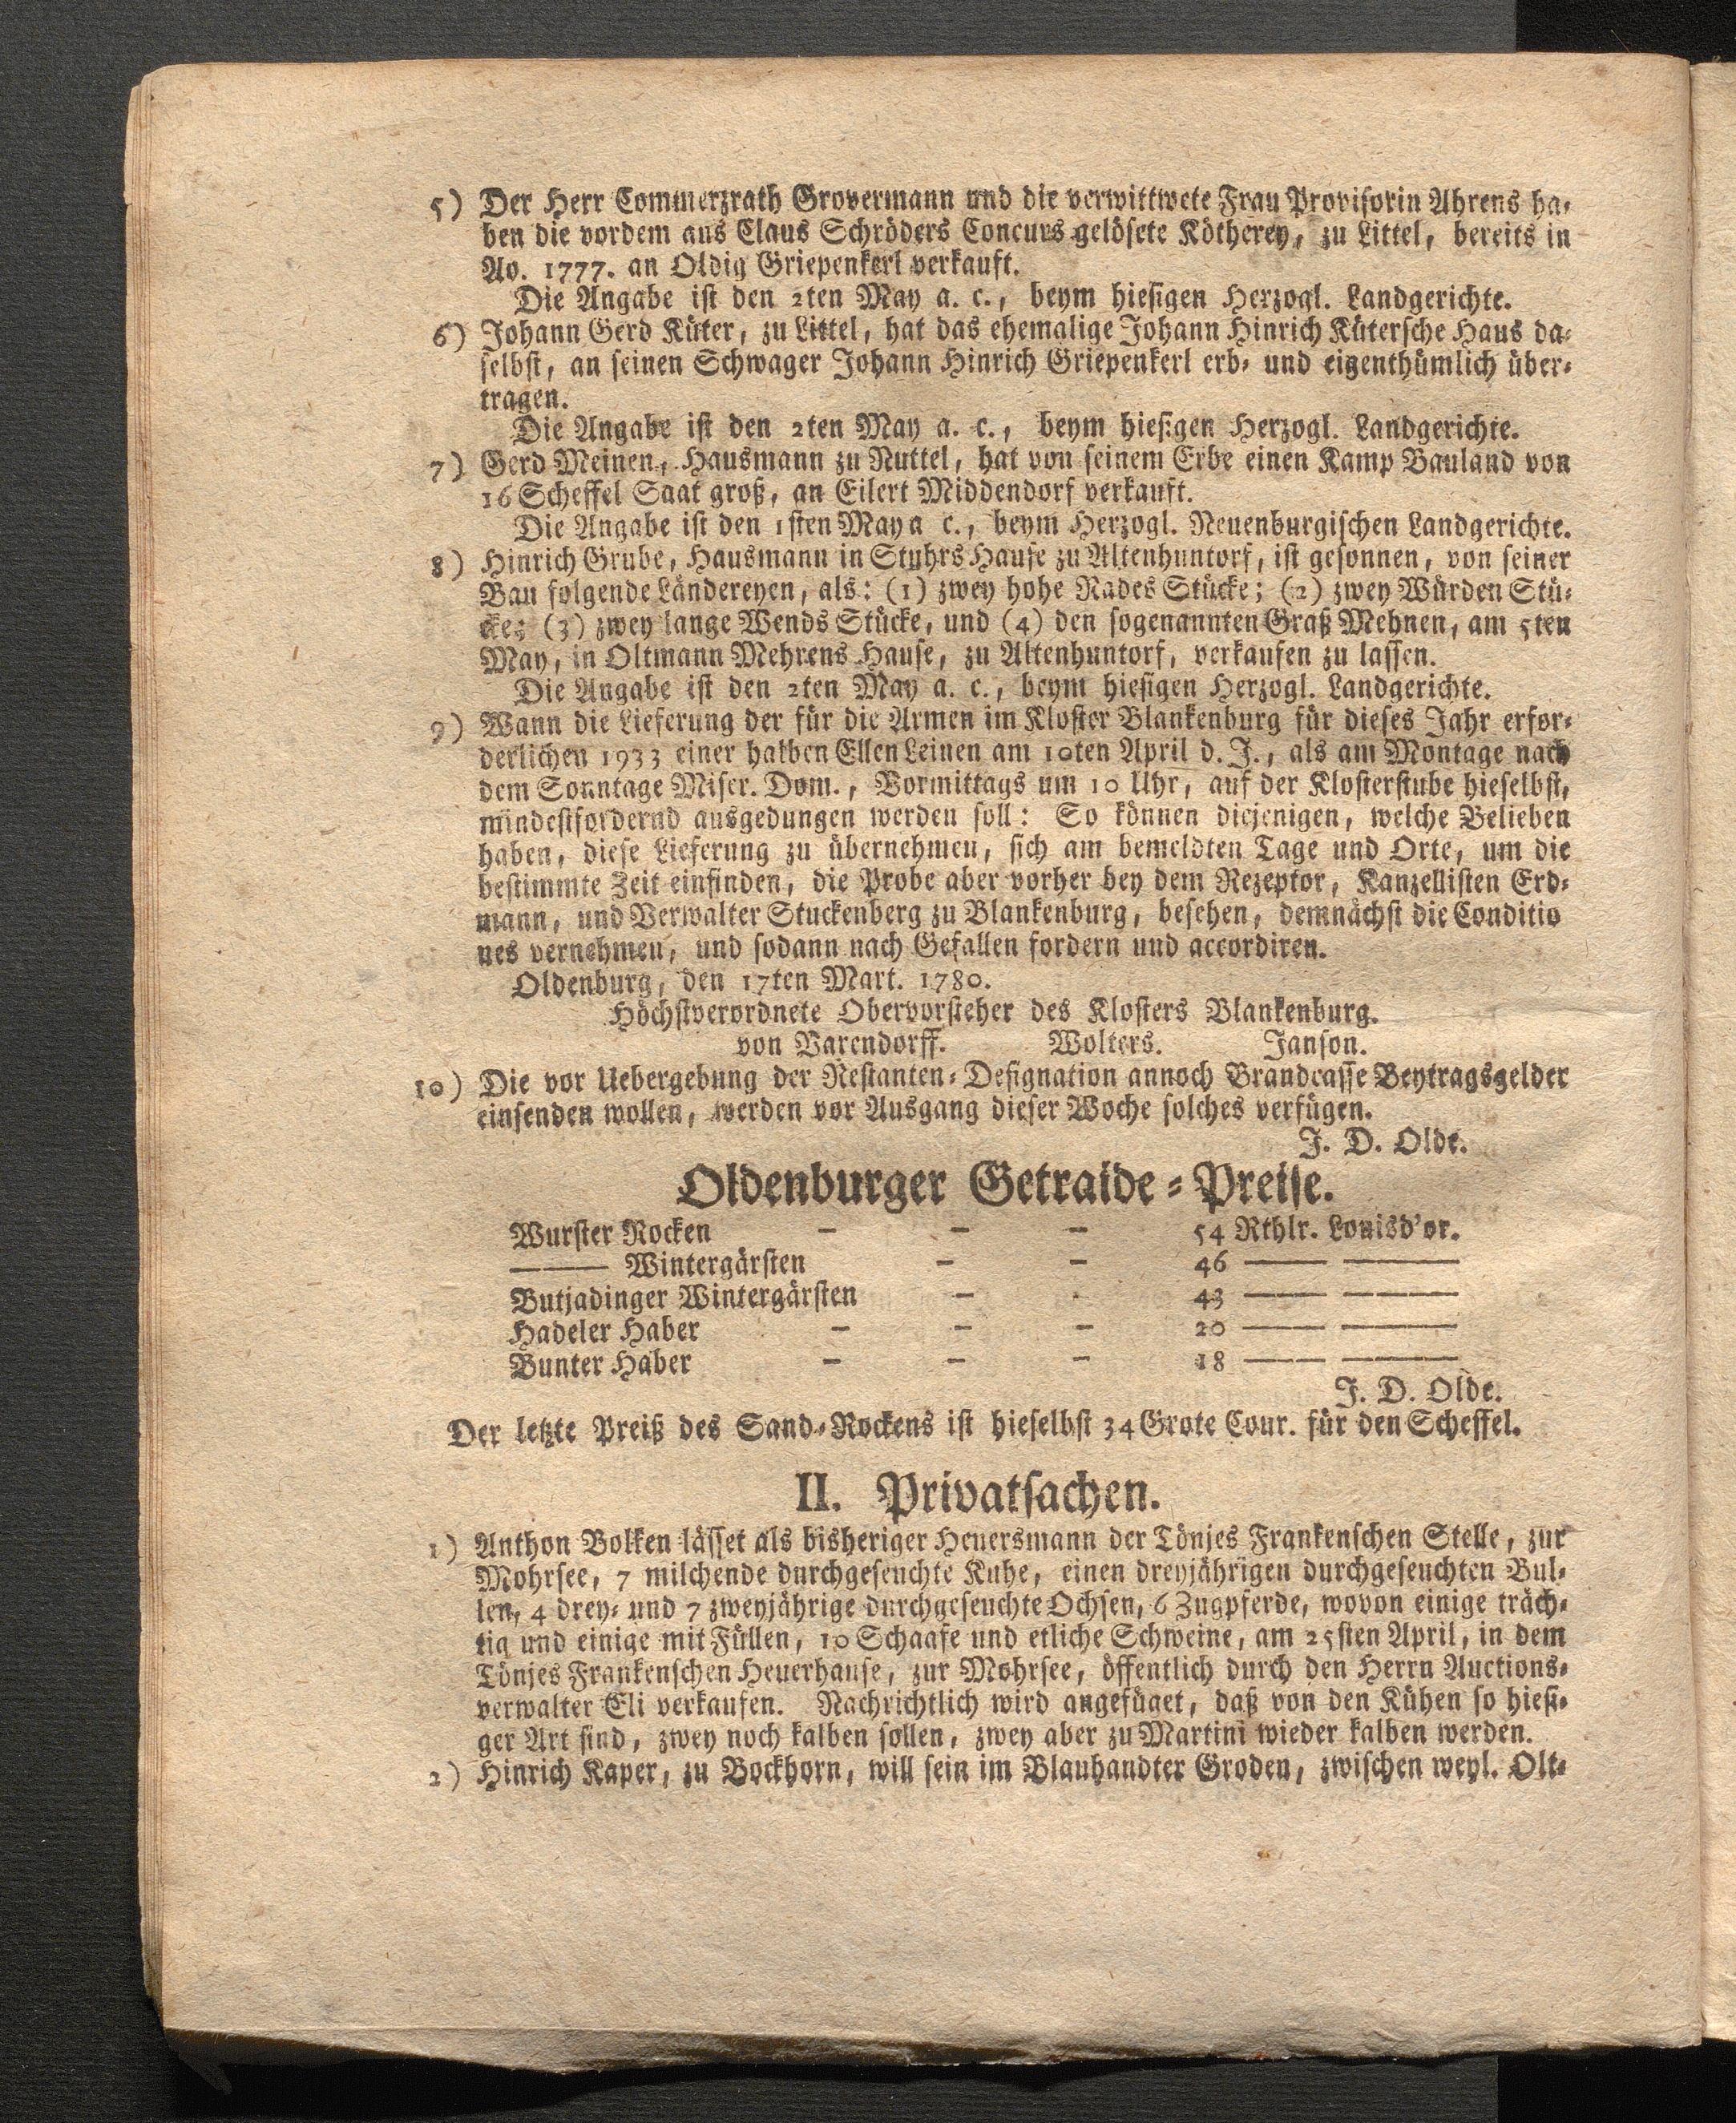 5) Der Herr Commerzrath Grovermann und die verwittwete Frau Provisorin Ahrens ha-
ben die vordem aus Claus Schröders Concurs gelösete Kötherey, zu Littel, bereits in
Ao. 1777. an Oldig Griepenkerl verkauft.
Die Angabe ist den 2ten May a. c., beym hiesigen Herzogl. Landgerichte.
6) Johann Gerd Küter, zu Littel, hat das ehemalige Johann Hinrich Kütersche Haus da-
selbst, an seinen Schwager Johann Hinrich Griepenkerl erb- und eigenthümlich über-
tragen.
Die Angabe ist den 2ten May a. c., beym hiesigen Herzogl. Landgerichte.
7) Gerd Meinen, Hausmann zu Nuttel, hat von seinem Erbe einen Kamp Bauland von
16 Scheffel Saat groß, an Eilert Middendorf verkauft.
Die Angabe ist den 1sten May a c., beym Herzogl. Neuenburgischen Landgerichte.
8) Hinrich Grube, Hausmann in Stuhrs Hause zu Altenhuntorf, ist gesonnen, von seiner
Bau folgende Ländereyen, als: (1) zwey hohe Rades Stücke; (2) zwey Würden Stü-
cke; (3) zwey lange Wends Stücke, und (4) den sogenannten Graß Mehnen, am 5ten
May, in Oltmann Mehrens Hause, zu Altenhuntorf, verkaufen zu lassen.
Die Angabe ist den 2ten May a. c., beym hiesigen Herzogl. Landgerichte.
9) Wann die Lieferung der für die Armen im Kloster Blankenburg für dieses Jahr erfor-
derlichen 1933 einer halben Ellen Leinen am 10ten April d. J., als am Montage nach
dem Sonntage Miser. Dom., Vormittags um 10 Uhr, auf der Klosterstube hieselbst,
mindestfordernd ausgedungen werden soll: So können diejenigen, welche Belieben
haben, diese Lieferung zu übernehmen, sich am bemeldten Tage und Orte, um die
bestimmte Zeit einfinden, die Probe aber vorher bey dem Rezeptor, Kanzellisten Erd-
mann, und Verwalter Stuckenberg zu Blankenburg, besehen, demnächst die Conditio
nes vernehmen, und sodann nach Gefallen fordern und accordiren.
Oldenburg, den 17ten Mart. 1780.
Höchstverordnete Obervorsteher des Klosters Blankenburg.
von Varendorff. Wolters. Janson.
10) Die vor Uebergebung der Restanten-Designation annoch Brandcasse Beytragsgelder
einsenden wollen, werden vor Ausgang dieser Woche solches verfügen.
J. D. Olde.
Oldenburger Getraide-Preise.
Wurster Rocken - - - 54 Rthlr. Louisd'or.
——— Wintergärsten - - 46 —— ——
Butjadinger Wintergärsten - - 43 —— ——
Hadeler Haber - - - 20 —— ——
Bunter Haber - - - 18 —— ——
J. D. Olde.
Der letzte Preiß des Sand-Rockens ist hieselbst 34 Grote Cour. für den Scheffel.
II. Privatsachen.
1) Anthon Bolken lässet als bisheriger Heuersmann der Tönjes Frankenschen Stelle, zur
Mohrsee, 7 milchende durchgeseuchte Kuhe, einen dreyjährigen durchgeseuchten Bul-
len, 4 drey- und 7 zweyjährige durchgeseuchte Ochsen, 6 Zugpferde, wovon einige träch-
tig und einige mit Füllen, 10 Schaafe und etliche Schweine, am 25sten April, in dem
Tönjes Frankenschen Heuerhause, zur Mohrsee, öffentlich durch den Herrn Auctions-
verwalter Eli verkaufen. Nachrichtlich wird angefüget, daß von den Kühen so hiesi-
ger Art sind, zwey noch kalben sollen, zwey aber zu Martini wieder kalben werden.
2) Hinrich Kaper, zu Bockhorn, will sein im Blauhandter Groden, zwischen weyl. Olt-